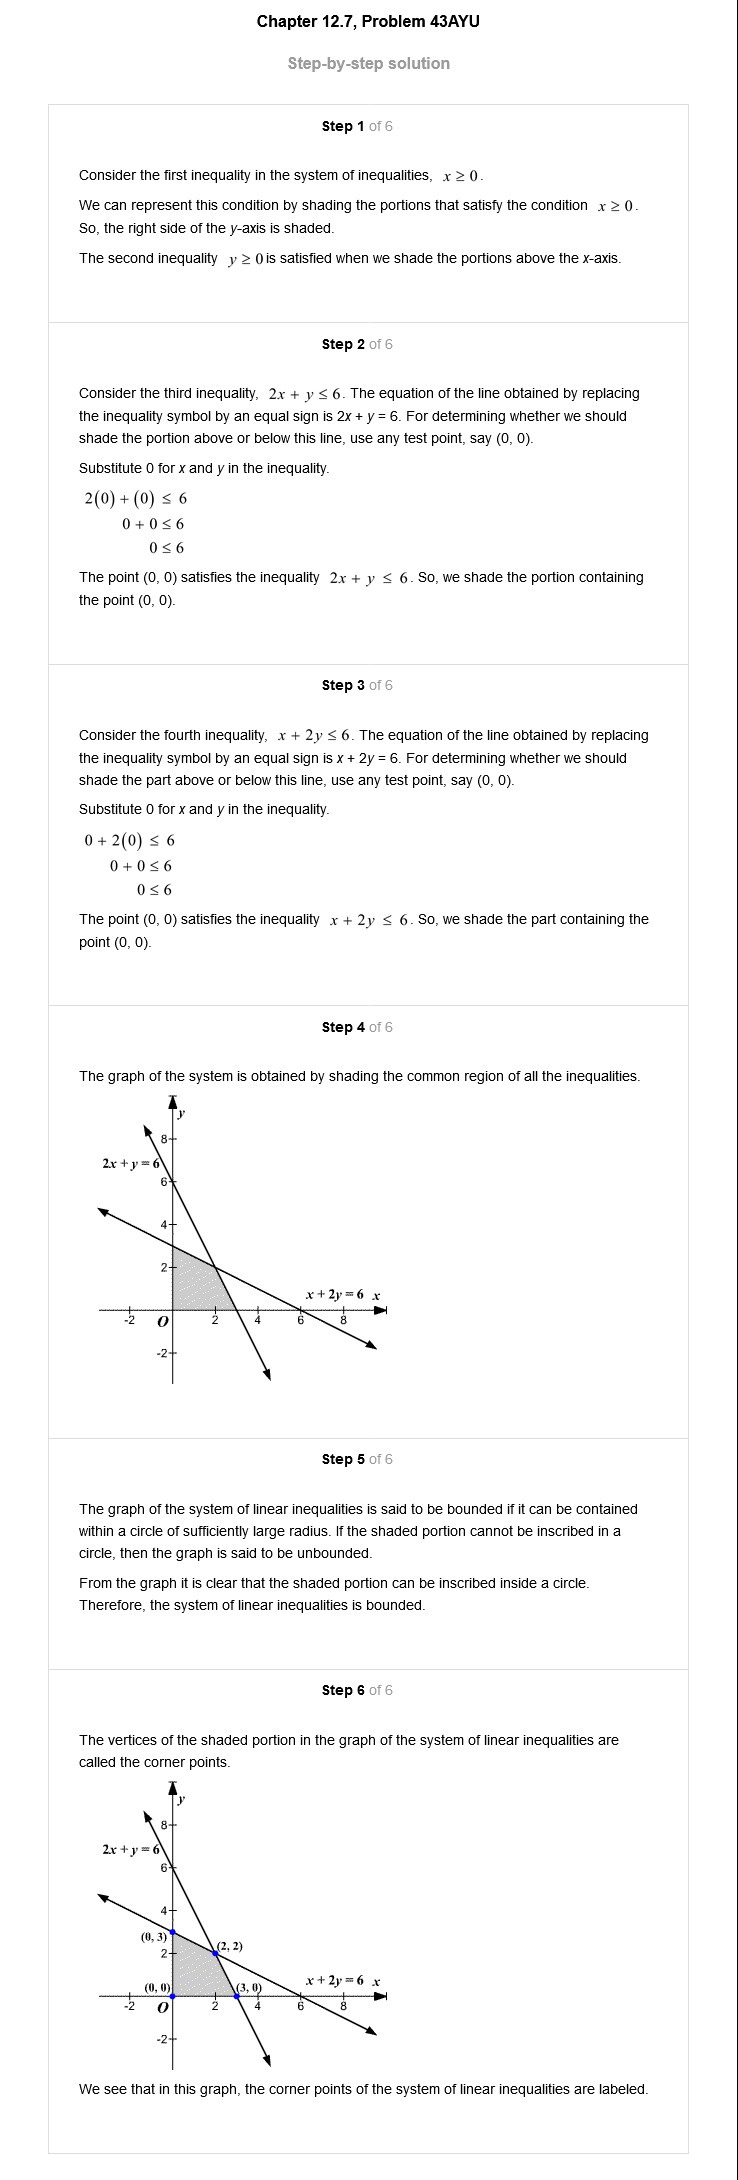 Chapter 12.7, Problem 43AYU
Step-by-step solution
Step 1 of 6
Consider the first inequality in the system of inequalities, x ≥ 0.
We can represent this condition by shading the portions that satisfy the condition x ≥ 0.
So, the right side of the y-axis is shaded.
The second inequality y ≥ 0 is satisfied when we shade the portions above the x-axis.
Step 2 of 6
Consider the third inequality, 2x + y ≤ 6. The equation of the line obtained by replacing
the inequality symbol by an equal sign is 2x + y = 6. For determining whether we should
shade the portion above or below this line, use any test point, say (0, 0).
Substitute 0 for x and y in the inequality.
2(0) + (0) ≤ 6
0 + 0 ≤ 6
0 ≤ 6
The point (0, 0) satisfies the inequality 2x + y ≤ 6. So, we shade the portion containing
the point (0, 0).
Step 3 of 6
Consider the fourth inequality, x + 2y ≤ 6. The equation of the line obtained by replacing
the inequality symbol by an equal sign is x + 2y = 6. For determining whether we should
shade the part above or below this line, use any test point, say (0, 0).
Substitute 0 for x and y in the inequality.
0 + 2(0) ≤ 6
0 + 0 ≤ 6
0 ≤ 6
The point (0, 0) satisfies the inequality x + 2y ≤ 6. So, we shade the part containing the
point (0, 0).
Step 4 of 6
The graph of the system is obtained by shading the common region of all the inequalities.
y
8
2x + y = 6
6
4
2
x + 2y = 6 x
-2 O 2 4 6 8
-2
Step 5 of 6
The graph of the system of linear inequalities is said to be bounded if it can be contained
within a circle of sufficiently large radius. If the shaded portion cannot be inscribed in a
circle, then the graph is said to be unbounded.
From the graph it is clear that the shaded portion can be inscribed inside a circle.
Therefore, the system of linear inequalities is bounded.
Step 6 of 6
The vertices of the shaded portion in the graph of the system of linear inequalities are
called the corner points.
y
8
2x + y = 6
6
4
(0, 3)
(2, 2)
2
x + 2y = 6 x
(0, 0) (3, 0)
-2 O 2 4 6 8
-2
We see that in this graph, the corner points of the system of linear inequalities are labeled.